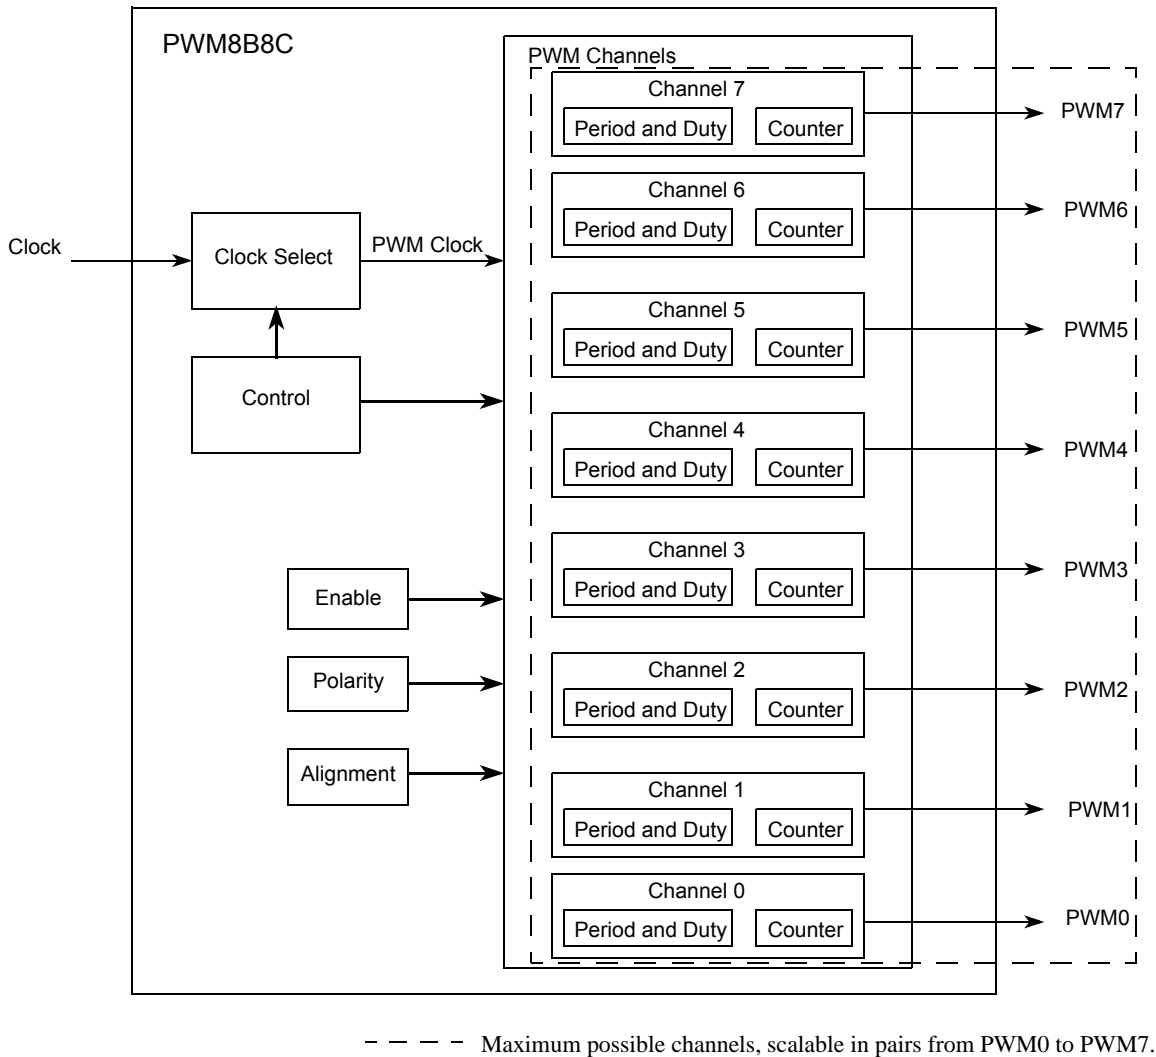 PWM8B8C
PWM Channels
Channel 7
Period and Duty
Counter
PWM7
Channel 6
Period and Duty
Counter
PWM6
Clock
Clock Select
PWM Clock
Channel 5
Period and Duty
Counter
PWM5
Control
Channel 4
Period and Duty
Counter
PWM4
Channel 3
Period and Duty
Counter
PWM3
Enable
Polarity
Channel 2
Period and Duty
Counter
PWM2
Alignment
Channel 1
Period and Duty
Counter
PWM1
Channel 0
Period and Duty
Counter
PWM0
Maximum possible channels, scalable in pairs from PWM0 to PWM7.